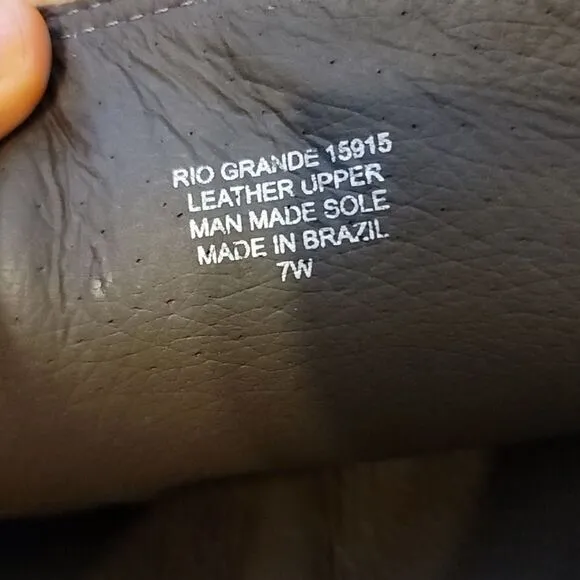 RIO GRANDE 15915
LEATHER UPPER
MAN MADE SOLE
MADE IN BRAZIL
7W